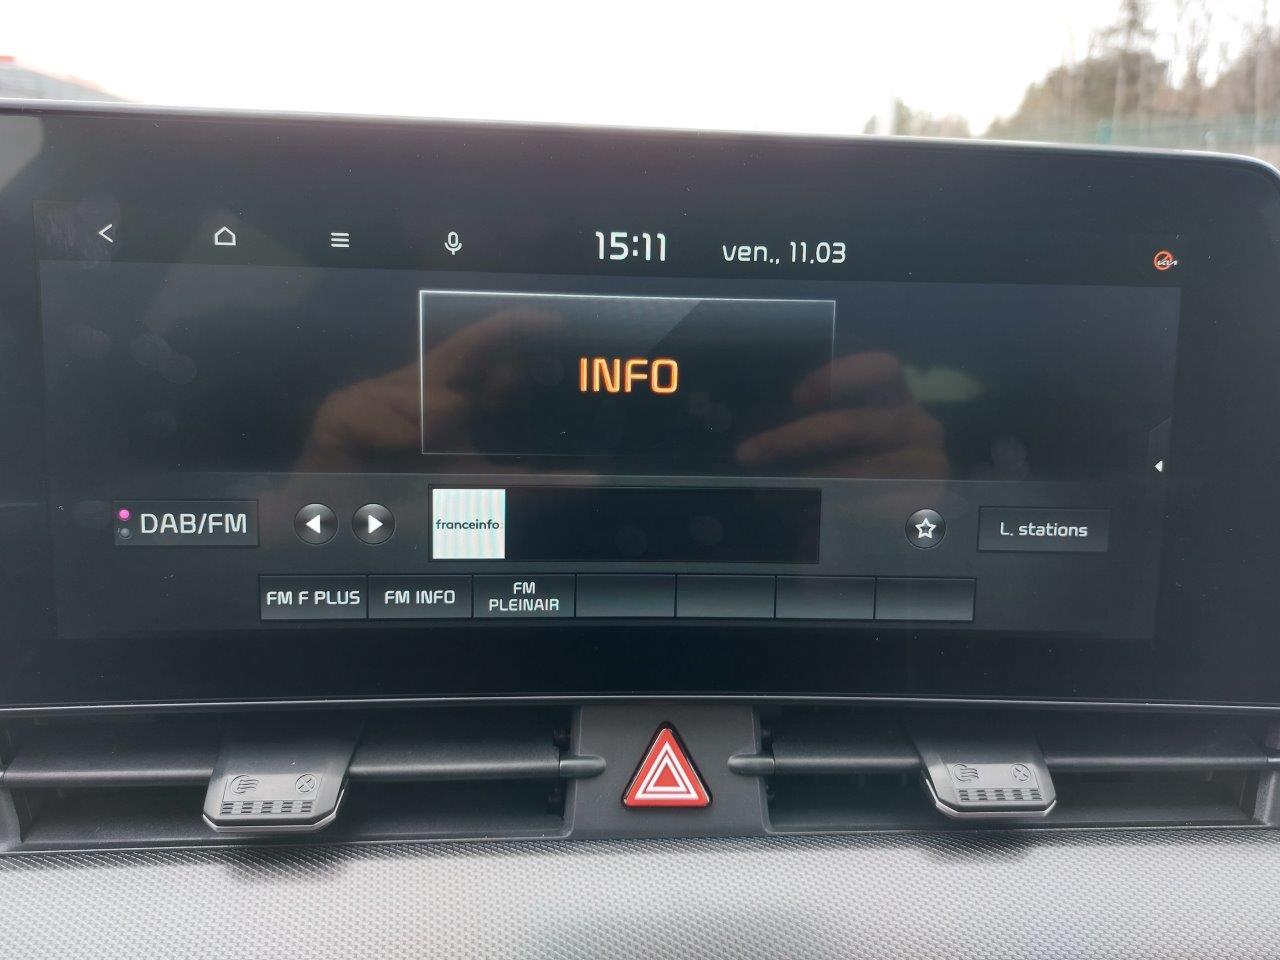 15:11 ven., 11.03
INFO
DAB/FM
franceinfo:
L. stations
FM F PLUS
FM INFO
FM
PLEINAIR